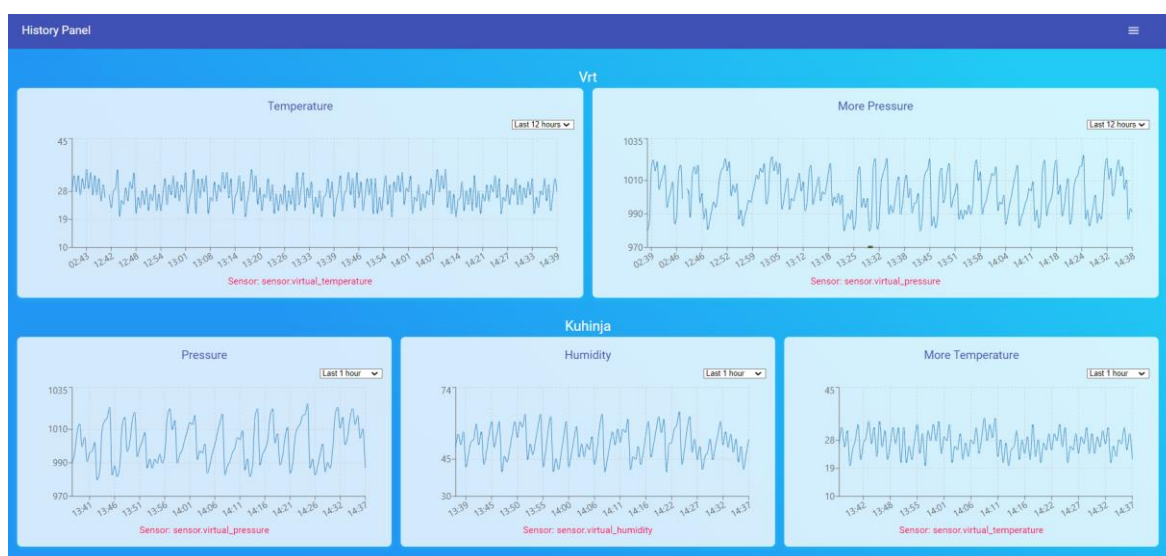 History Panel
Vrt
Temperature
Last 12 hours
45
28
19
10
02:43 12:42 12:48 12:54 13:01 13:08 13:14 13:20 13:26 13:33 13:39 13:46 13:54 14:01 14:07 14:14 14:21 14:27 14:33 14:39
Sensor: sensor.virtual_temperature
More Pressure
Last 12 hours
1035
1010
990
970
02:39 02:46 12:46 12:52 12:59 13:05 13:12 13:18 13:25 13:32 13:38 13:45 13:51 13:58 14:04 14:11 14:18 14:24 14:32 14:38
Sensor: sensor.virtual_pressure
Kuhinja
Pressure
Last 1 hour
1035
1010
990
970
13:41 13:46 13:51 13:56 14:01 14:06 14:11 14:16 14:21 14:26 14:32 14:37
Sensor: sensor.virtual_pressure
Humidity
Last 1 hour
74
45
30
13:39 13:45 13:50 13:55 14:00 14:06 14:11 14:17 14:22 14:27 14:32 14:37
Sensor: sensor.virtual_humidity
More Temperature
Last 1 hour
45
28
19
10
13:42 13:48 13:55 14:01 14:06 14:11 14:16 14:22 14:27 14:32 14:37
Sensor: sensor.virtual_temperature